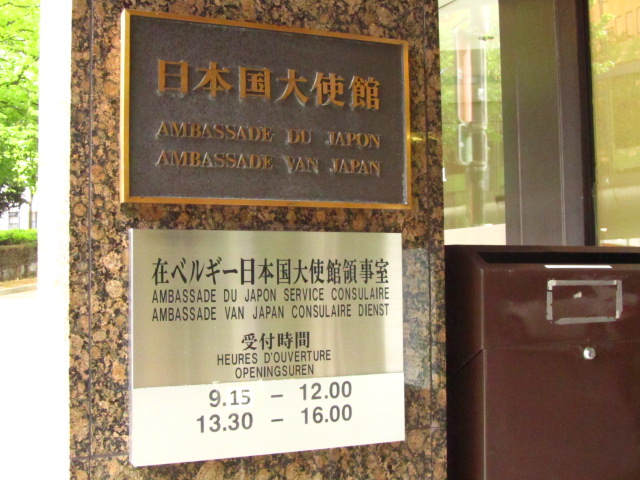 日本国大使館
AMBASSADE DU JAPON
AMBASSADE VAN JAPAN
在ベルギー日本国大使館領事室
AMBASSADE DU JAPON SERVICE CONSULAIRE
AMBASSADE VAN JAPAN CONSULAIRE DIENST
受付時間
HEURES D'OUVERTURE
OPENINGSUREN
9.15 – 12.00
13.30 – 16.00